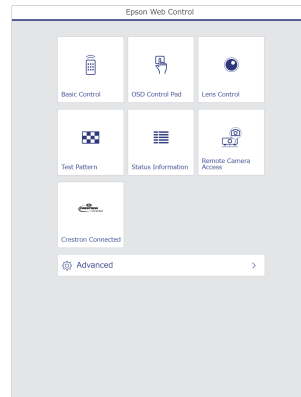 Epson Web Control
Basic Control
OSD Control Pad
Lens Control
Test Pattern
Status Information
Remote Camera
Access
CRESTRON
Crestron Connected
Advanced